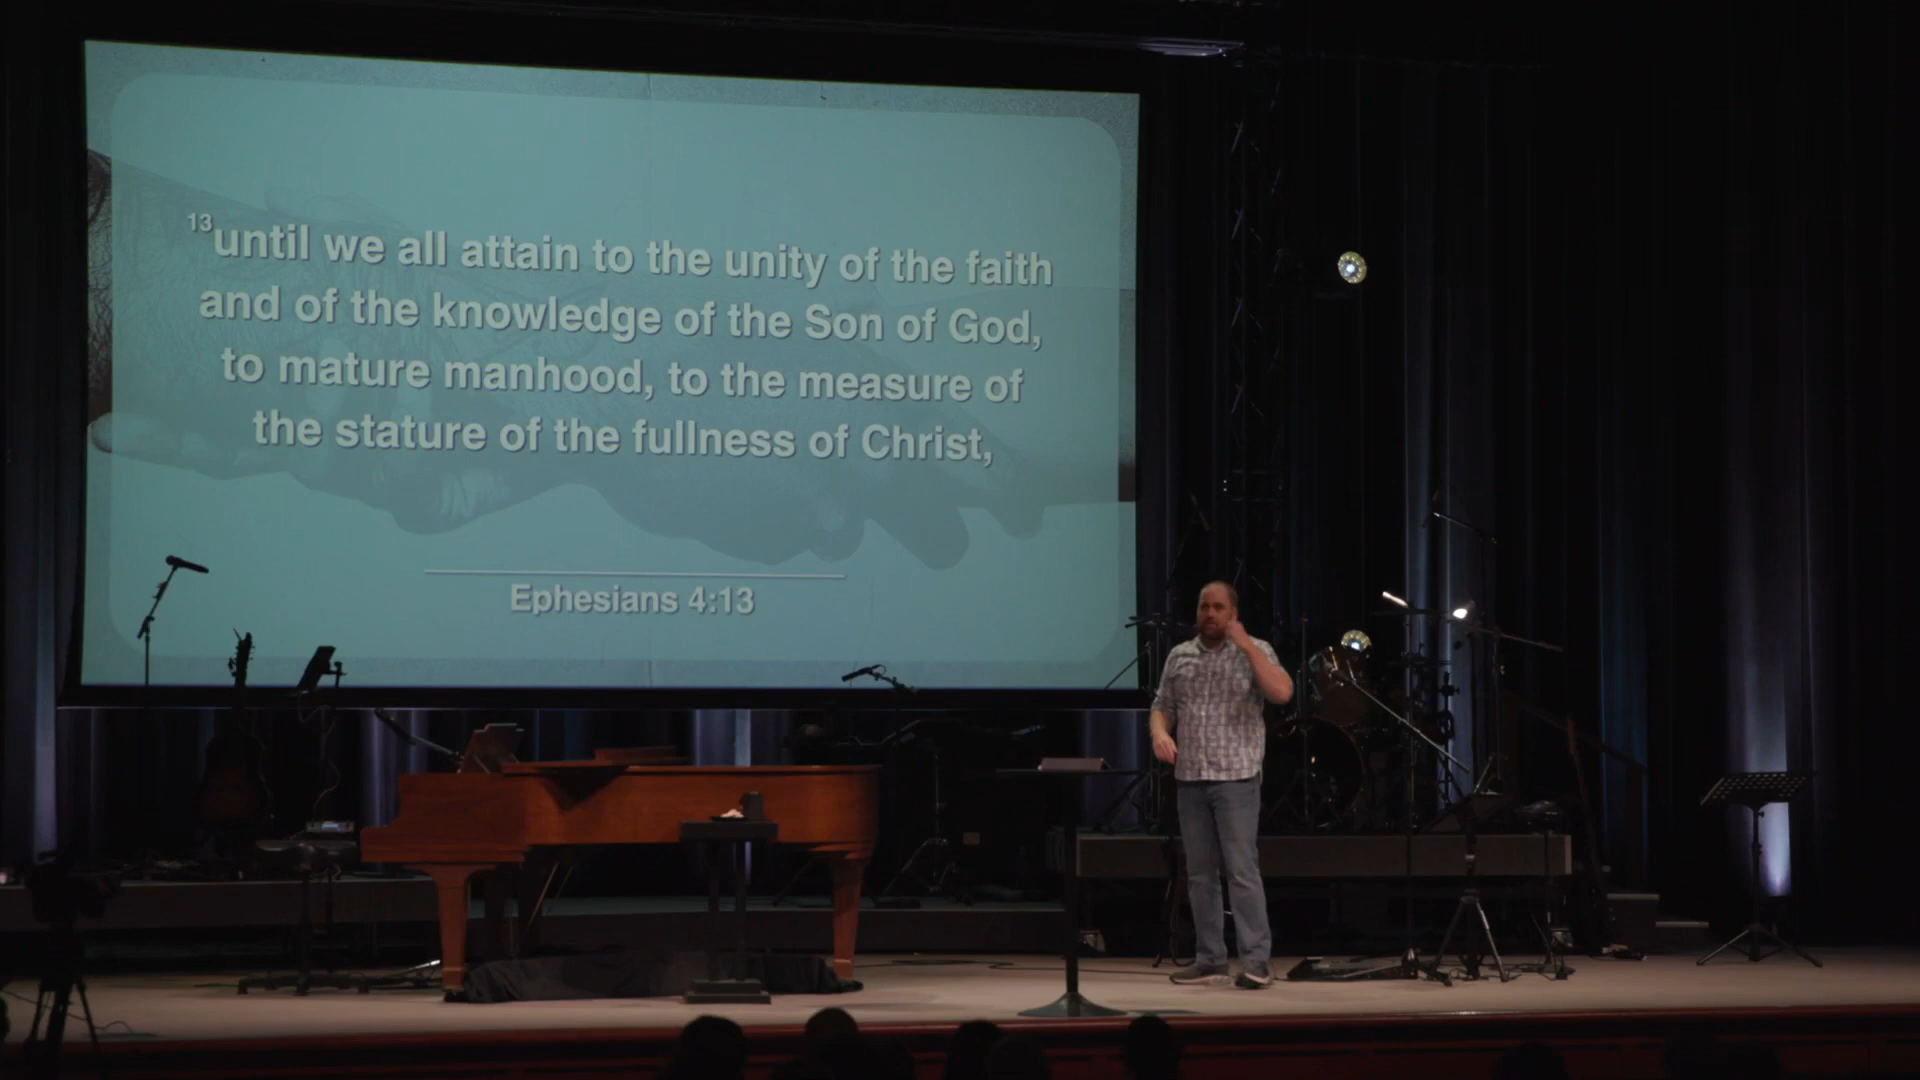 13until we all attain to the unity of the faith
and of the knowledge of the Son of God,
to mature manhood, to the measure of
the stature of the fullness of Christ,
Ephesians 4:13